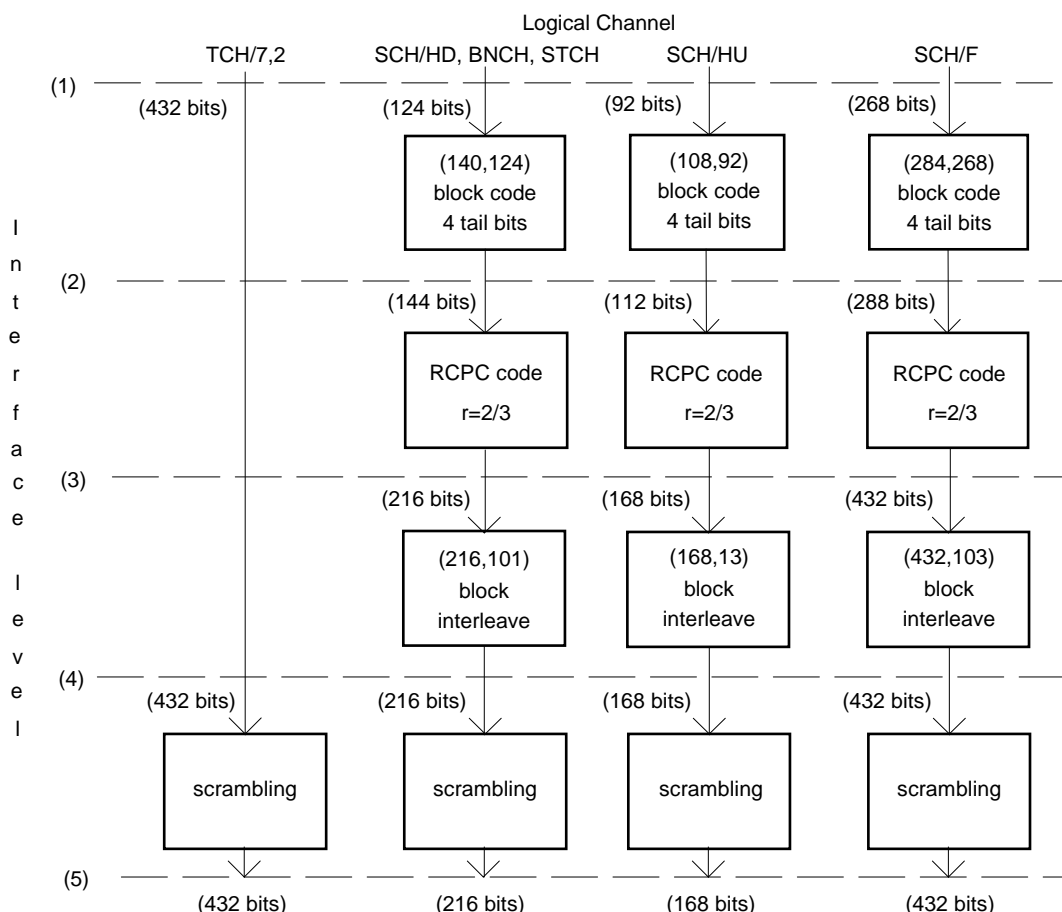 Logical Channel
TCH/7,2 SCH/HD, BNCH, STCH SCH/HU SCH/F
(1)
(432 bits) (124 bits) (92 bits) (268 bits)
(140,124) (108,92) (284,268)
block code block code block code
4 tail bits 4 tail bits 4 tail bits
(2)
(144 bits) (112 bits) (288 bits)
RCPC code RCPC code RCPC code
r=2/3 r=2/3 r=2/3
(3)
(216 bits) (168 bits) (432 bits)
(216,101) (168,13) (432,103)
block block block
interleave interleave interleave
(4)
(432 bits) (216 bits) (168 bits) (432 bits)
scrambling scrambling scrambling scrambling
(5)
(432 bits) (216 bits) (168 bits) (432 bits)
Interface level